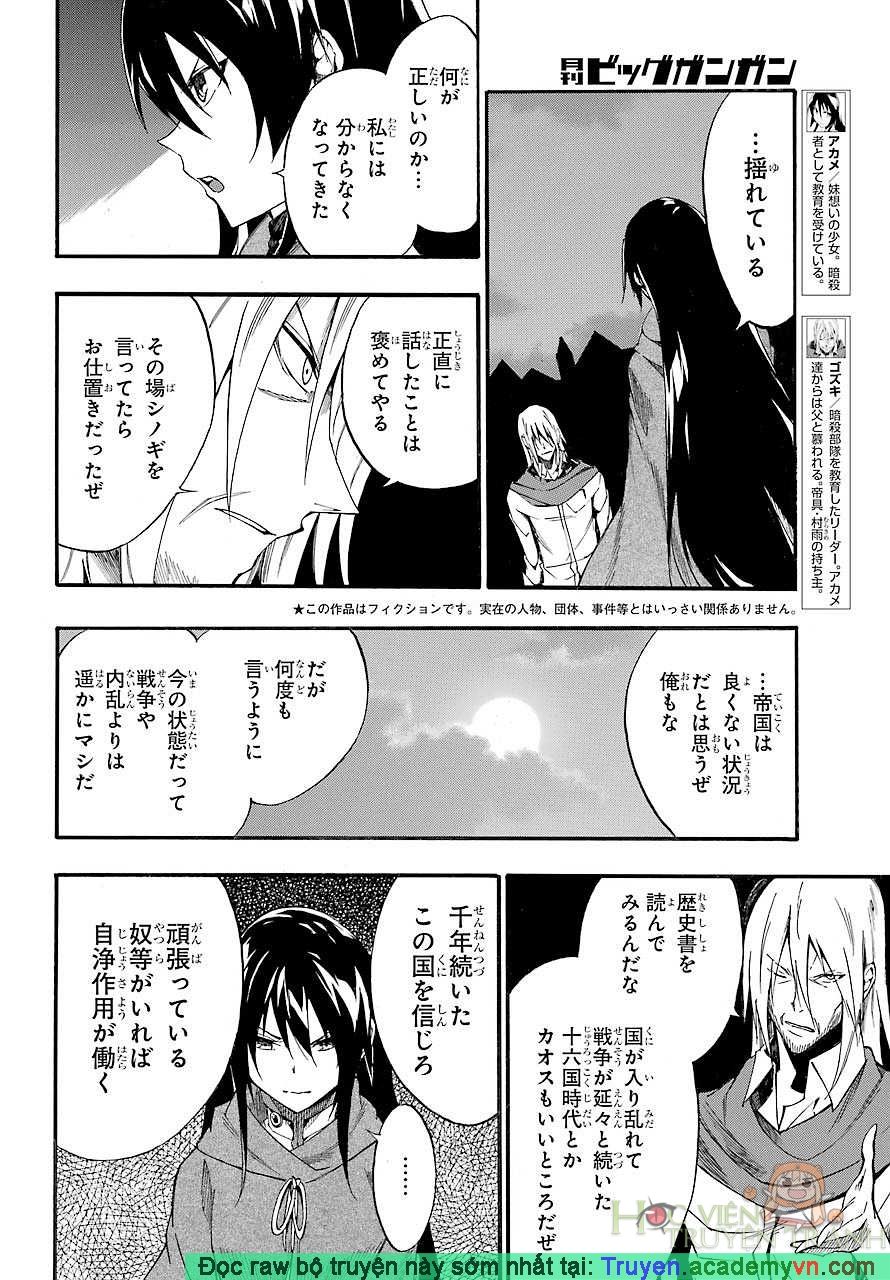 月刊ビッグガンガン
アカメ/妹想いの少女。暗殺
者として教育を受けている。
ゴズキ/暗殺部隊を教育したリーダー。アカメ
達からは父と慕われる。帝具・村雨の持ち主。
…揺れている
何が
正しいのか…
私には
分からなく
なってきた
正直に
話したことは
褒めてやる
その場シノギを
言ってたら
お仕置きだったぜ
★この作品はフィクションです。実在の人物、団体、事件等とはいっさい関係ありません。
…帝国は
良くない状況
だとは思うぜ
俺もな
だが
何度も
言うように
今の状態だって
戦争や
内乱よりは
遥かにマシだ
歴史書を
読んで
みるんだな
国が入り乱れて
戦争が延々と続いた
十六国時代とか
カオスもいいところだぜ
千年続いた
この国を信じろ
……
頑張っている
奴等がいれば
自浄作用が働く
HỌC VIỆN
TRUYỆN TRANH
Đọc raw bộ truyện này sớm nhất tại: Truyen.academyvn.com